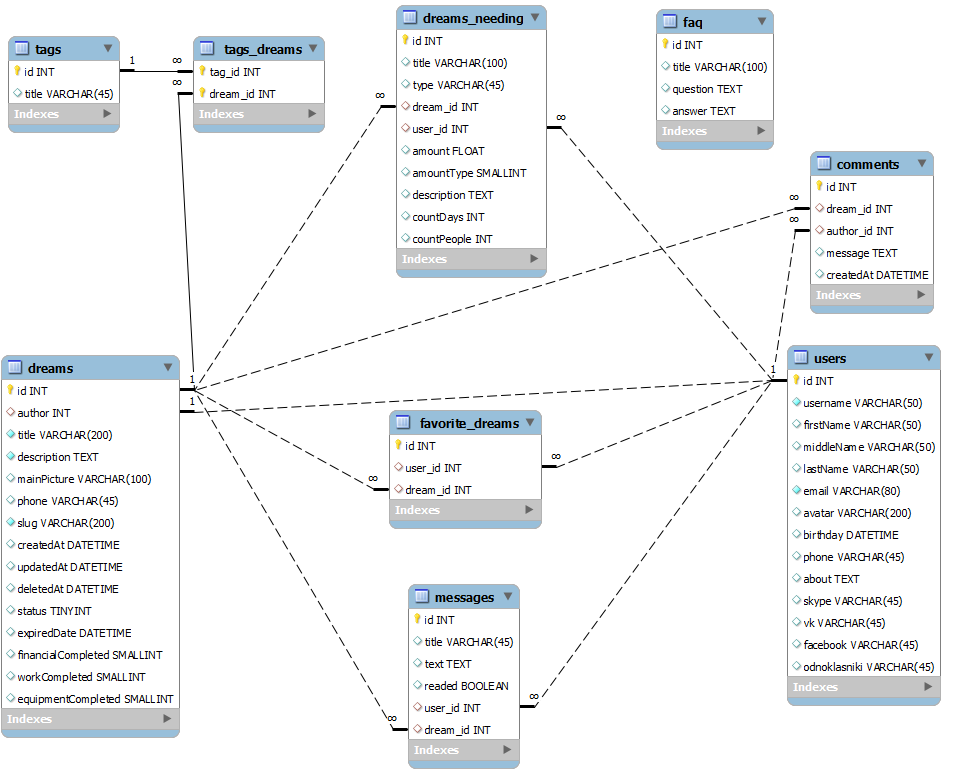 tags
id INT
title VARCHAR(45)
Indexes
1
∞
∞
tags_dreams
tag_id INT
dream_id INT
Indexes
dreams_needing
id INT
title VARCHAR(100)
type VARCHAR(45)
dream_id INT
user_id INT
amount FLOAT
amountType SMALLINT
description TEXT
countDays INT
countPeople INT
Indexes
∞
∞
faq
id INT
title VARCHAR(100)
question TEXT
answer TEXT
Indexes
comments
id INT
dream_id INT
author_id INT
message TEXT
createdAt DATETIME
Indexes
∞
∞
dreams
id INT
author INT
title VARCHAR(200)
description TEXT
mainPicture VARCHAR(100)
phone VARCHAR(45)
slug VARCHAR(200)
createdAt DATETIME
updatedAt DATETIME
deletedAt DATETIME
status TINYINT
expiredDate DATETIME
financialCompleted SMALLINT
workCompleted SMALLINT
equipmentCompleted SMALLINT
Indexes
1
1
favorite_dreams
id INT
user_id INT
dream_id INT
Indexes
∞
∞
messages
id INT
title VARCHAR(45)
text TEXT
readed BOOLEAN
user_id INT
dream_id INT
Indexes
∞
∞
1
users
id INT
username VARCHAR(50)
firstName VARCHAR(50)
middleName VARCHAR(50)
lastName VARCHAR(50)
email VARCHAR(80)
avatar VARCHAR(200)
birthday DATETIME
phone VARCHAR(45)
about TEXT
skype VARCHAR(45)
vk VARCHAR(45)
facebook VARCHAR(45)
odnoklasniki VARCHAR(45)
Indexes